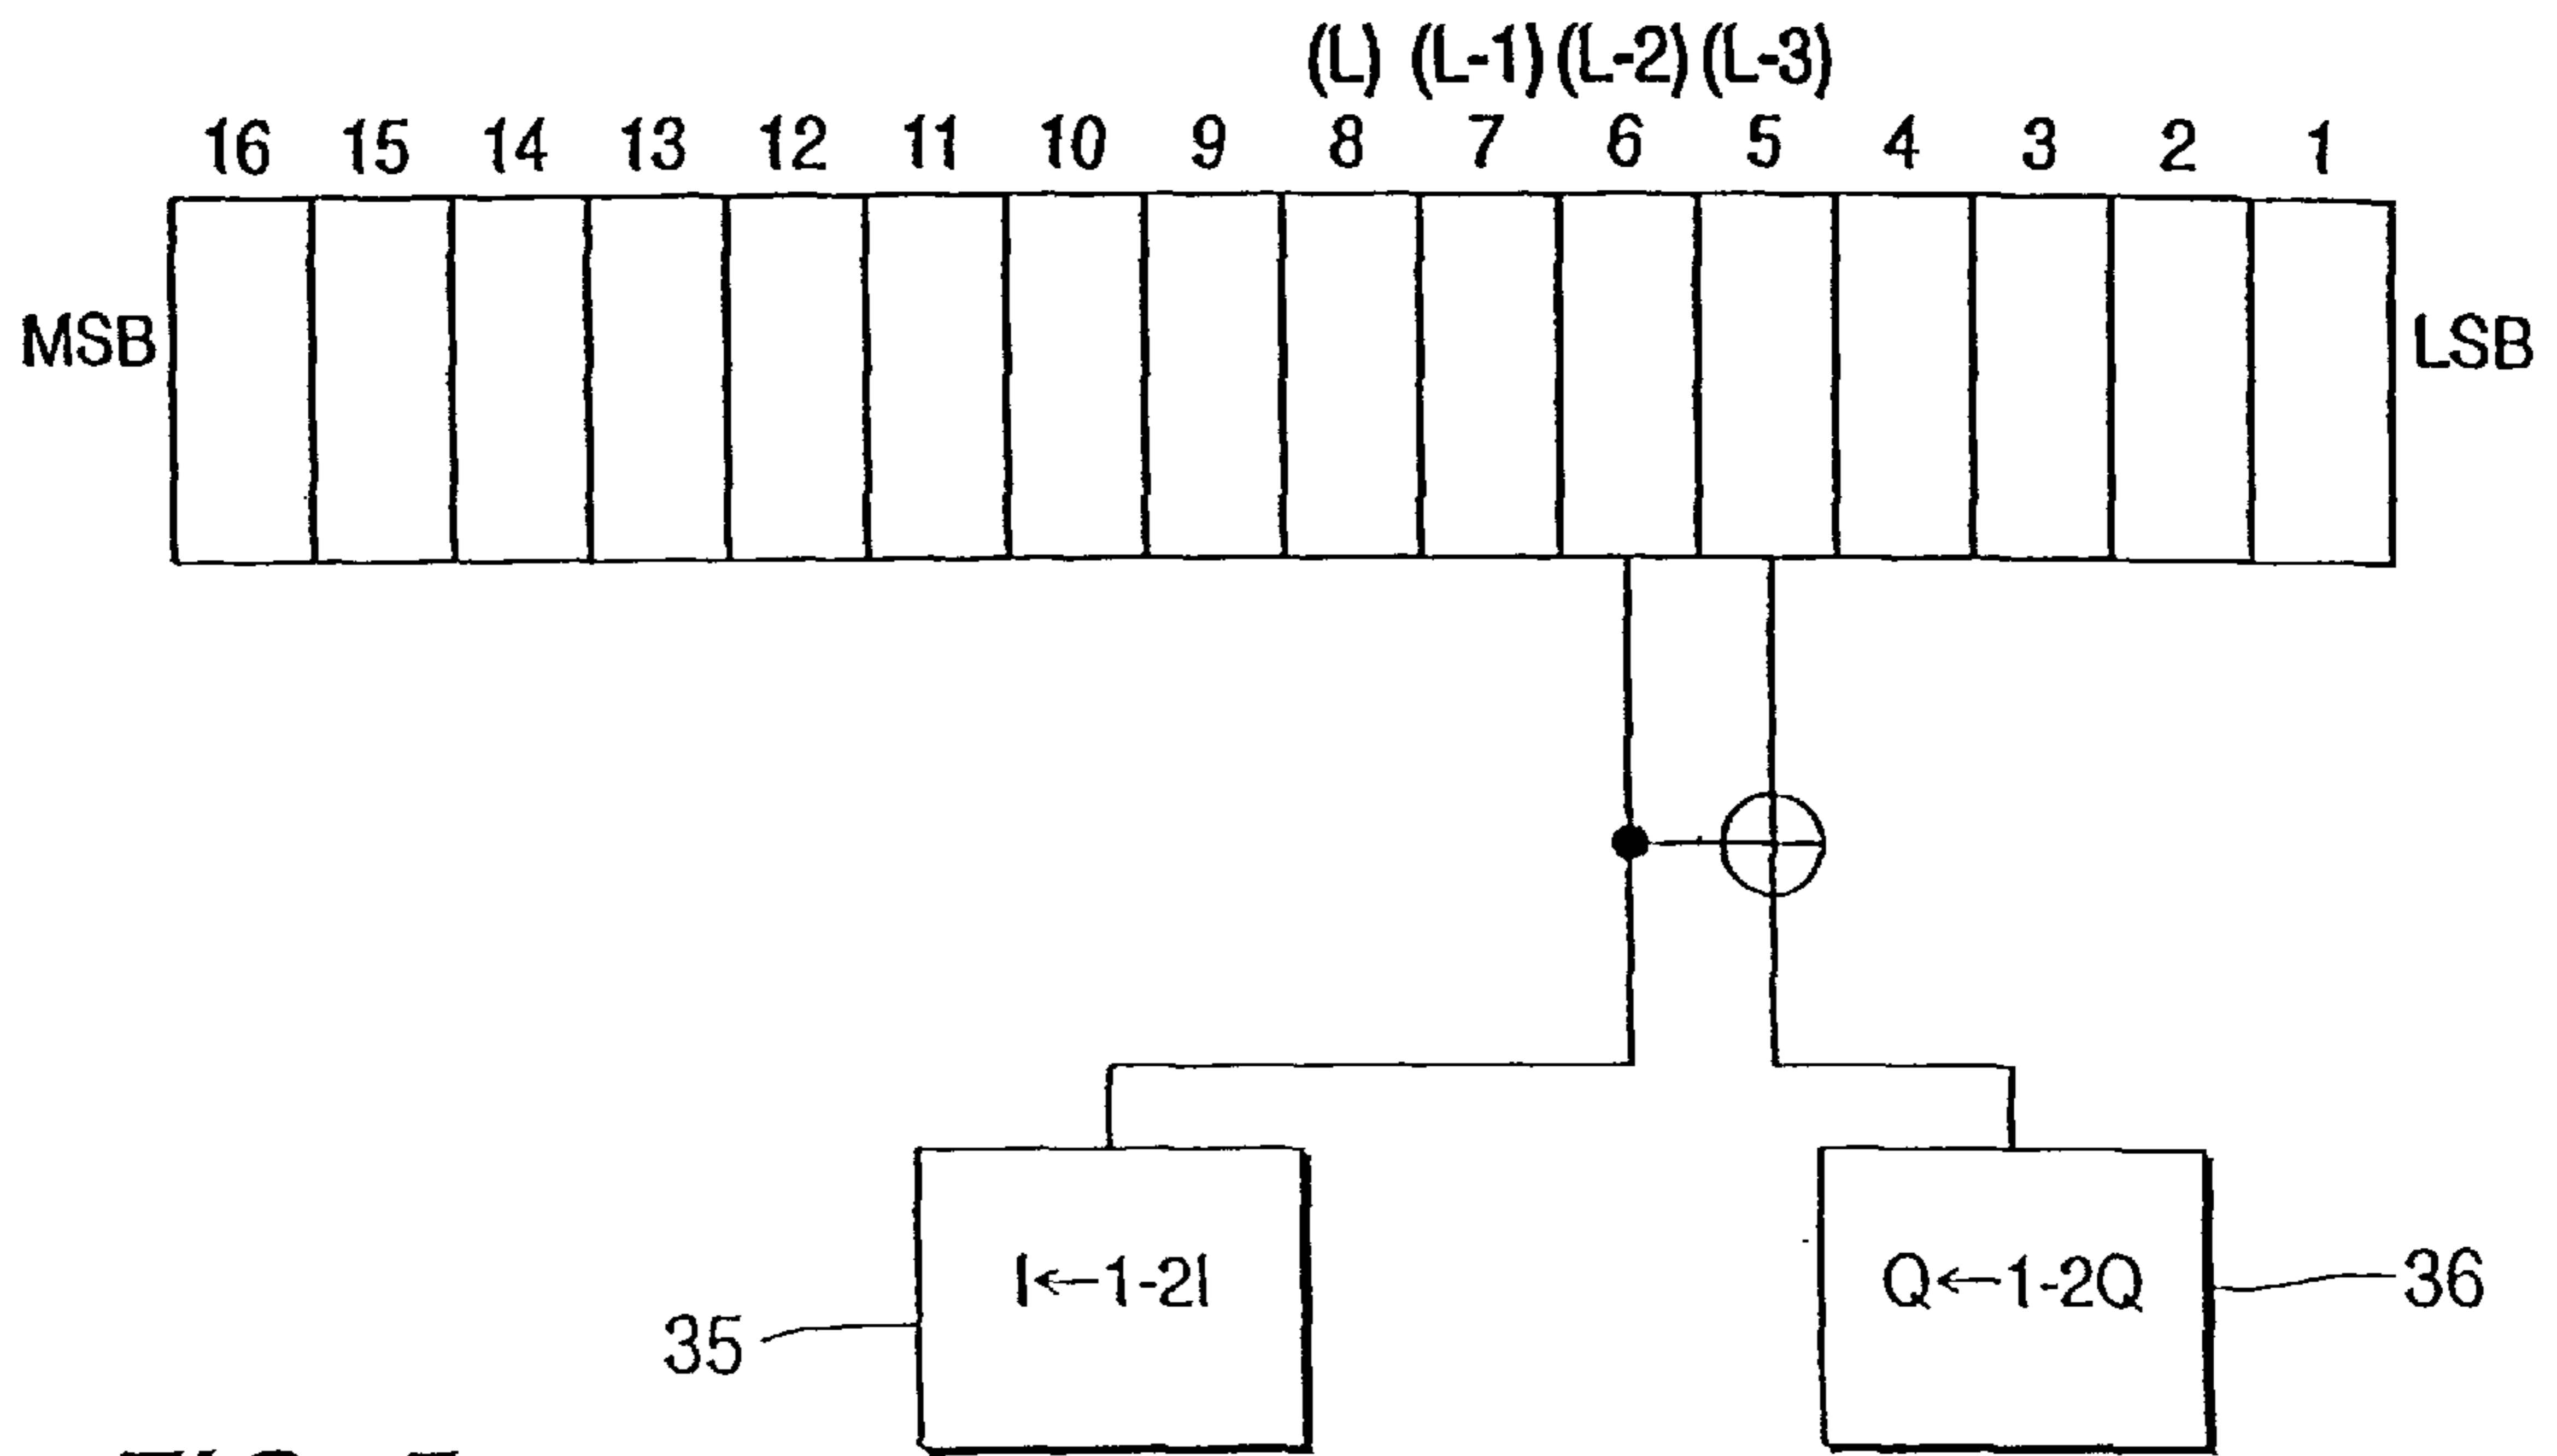 (L) (L-1) (L-2) (L-3)
16 15 14 13 12 11 10 9 8 7 6 5 4 3 2 1
MSB LSB
I←1-2I
Q←1-2Q
35
36